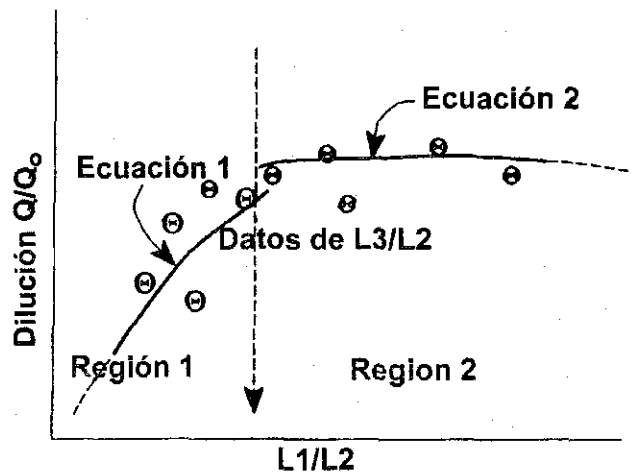 Ecuación 2
Ecuación 1
Datos de L3/L2
Dilución Q/Qo
Región 1
Region 2
L1/L2